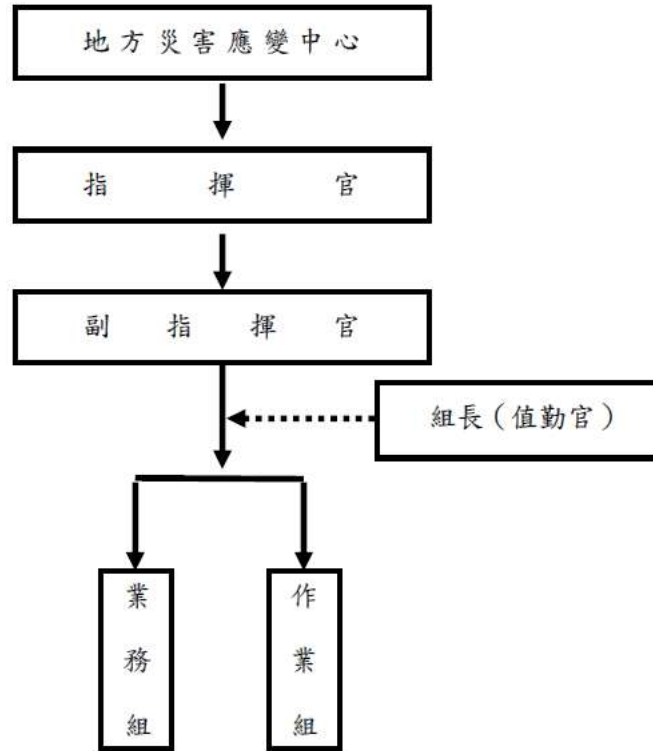 地方災害應變中心
指揮官
副指揮官
組長（值勤官）
業務組
作業組